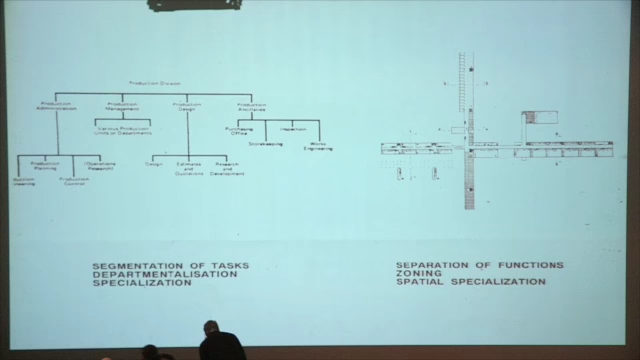 Production Division
Production Administration
Production Management
Production Design
Production Ancillaries
Various Production Units or Departments
Purchasing Office
Inspection
Storekeeping
Works Engineering
Production Planning
(Operations Research)
Production Control
Design
Estimates and Quotations
Research and Development
SEGMENTATION OF TASKS
DEPARTMENTALISATION
SPECIALIZATION
SEPARATION OF FUNCTIONS
ZONING
SPATIAL SPECIALIZATION